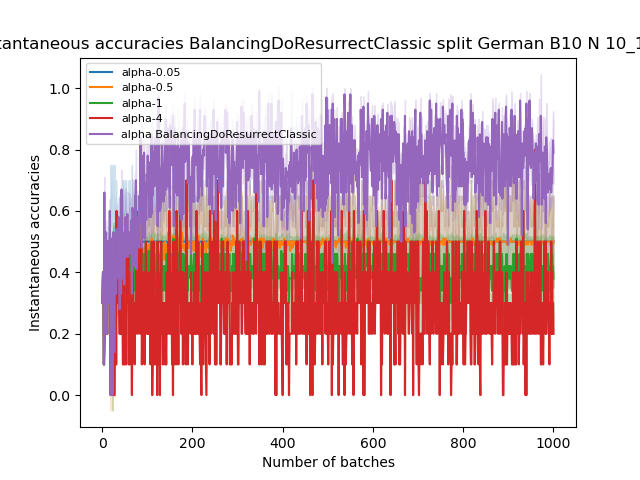 tantaneous accuracies BalancingDoResurrectClassic split German B10 N 10_1
alpha-0.05
alpha-0.5
alpha-1
alpha-4
alpha BalancingDoResurrectClassic
Instantaneous accuracies
1.0
0.8
0.6
0.4
0.2
0.0
0 200 400 600 800 1000
Number of batches